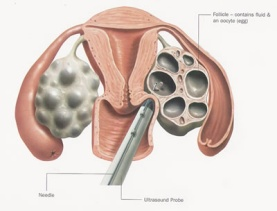 Follicle – contains fluid &
an oocyte (egg)
Needle
Ultrasound Probe